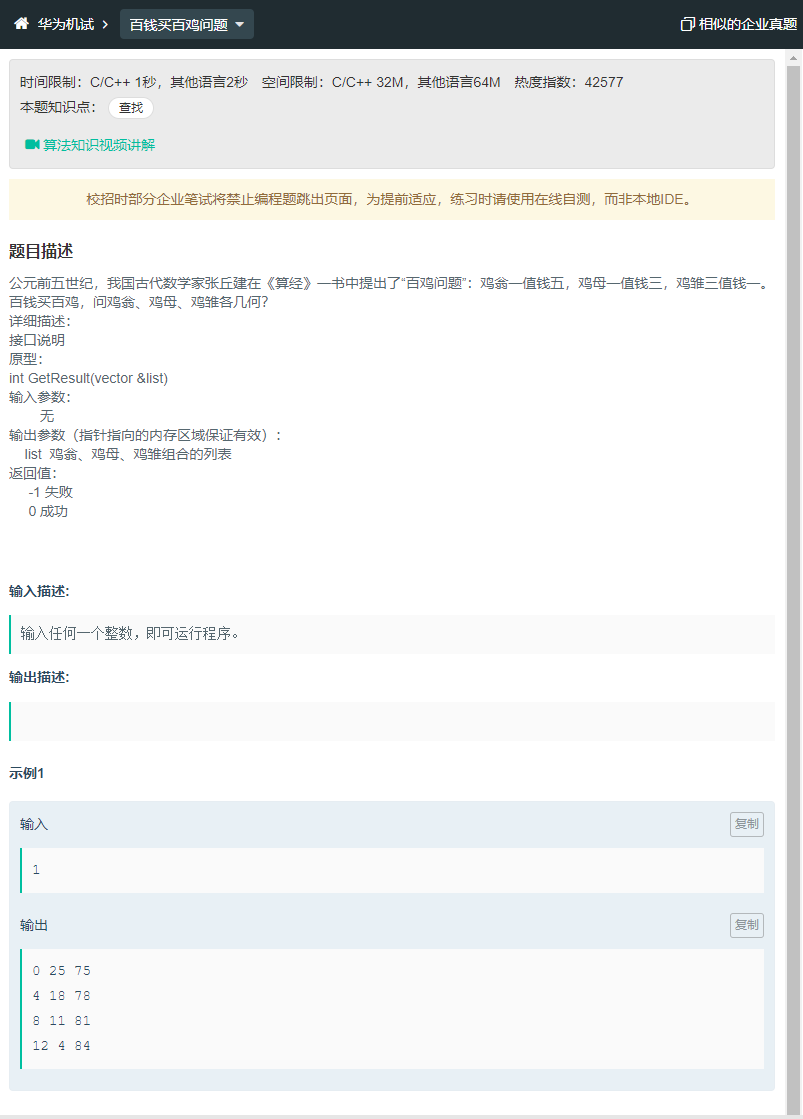 华为机试 > 百钱买百鸡问题 相似的企业真题
时间限制：C/C++ 1秒，其他语言2秒 空间限制：C/C++ 32M，其他语言64M 热度指数：42577
本题知识点： 查找
算法知识视频讲解
校招时部分企业笔试将禁止编程题跳出页面，为提前适应，练习时请使用在线自测，而非本地IDE。
题目描述
公元前五世纪，我国古代数学家张丘建在《算经》一书中提出了“百鸡问题”：鸡翁一值钱五，鸡母一值钱三，鸡雏三值钱一。
百钱买百鸡，问鸡翁、鸡母、鸡雏各几何？
详细描述：
接口说明
原型：
int GetResult(vector &list)
输入参数：
无
输出参数（指针指向的内存区域保证有效）：
list 鸡翁、鸡母、鸡雏组合的列表
返回值：
-1 失败
0 成功
输入描述:
输入任何一个整数，即可运行程序。
输出描述:
示例1
输入 复制
1
输出 复制
0 25 75
4 18 78
8 11 81
12 4 84